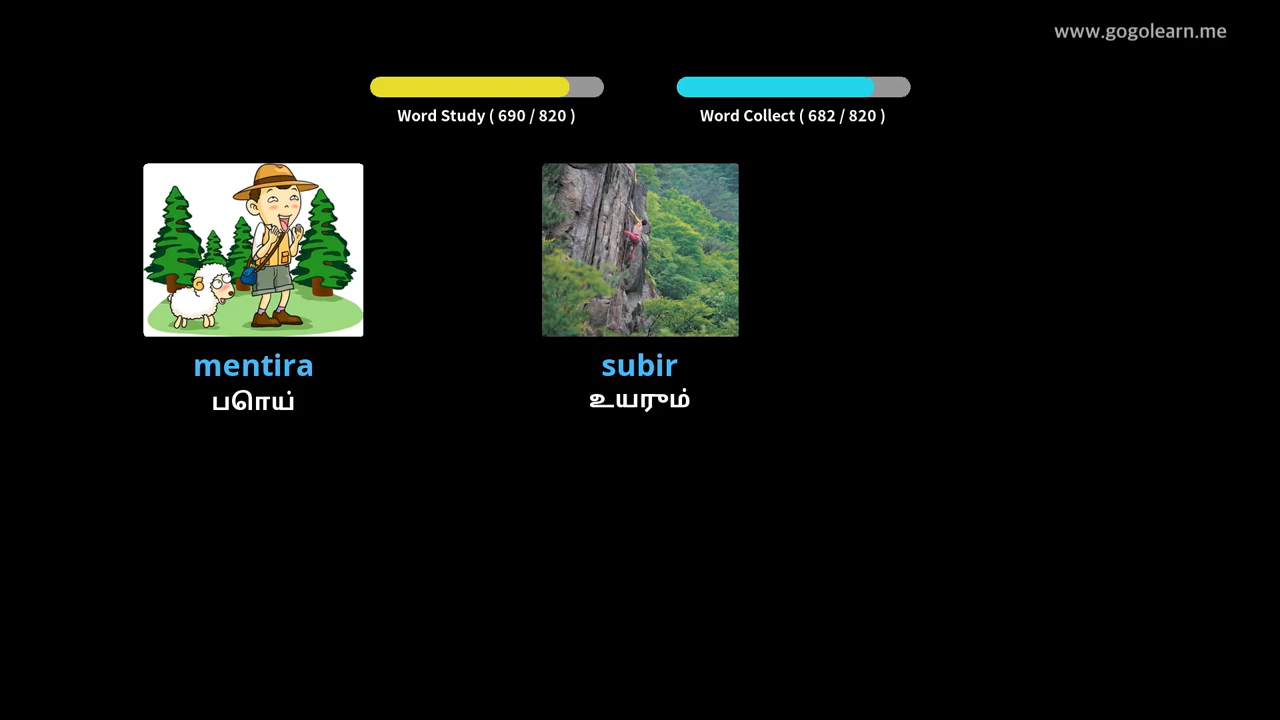 www.gogolearn.me
Word Study ( 690 / 820 )
Word Collect ( 682 / 820 )
mentira
பொய்
subir
உயரும்